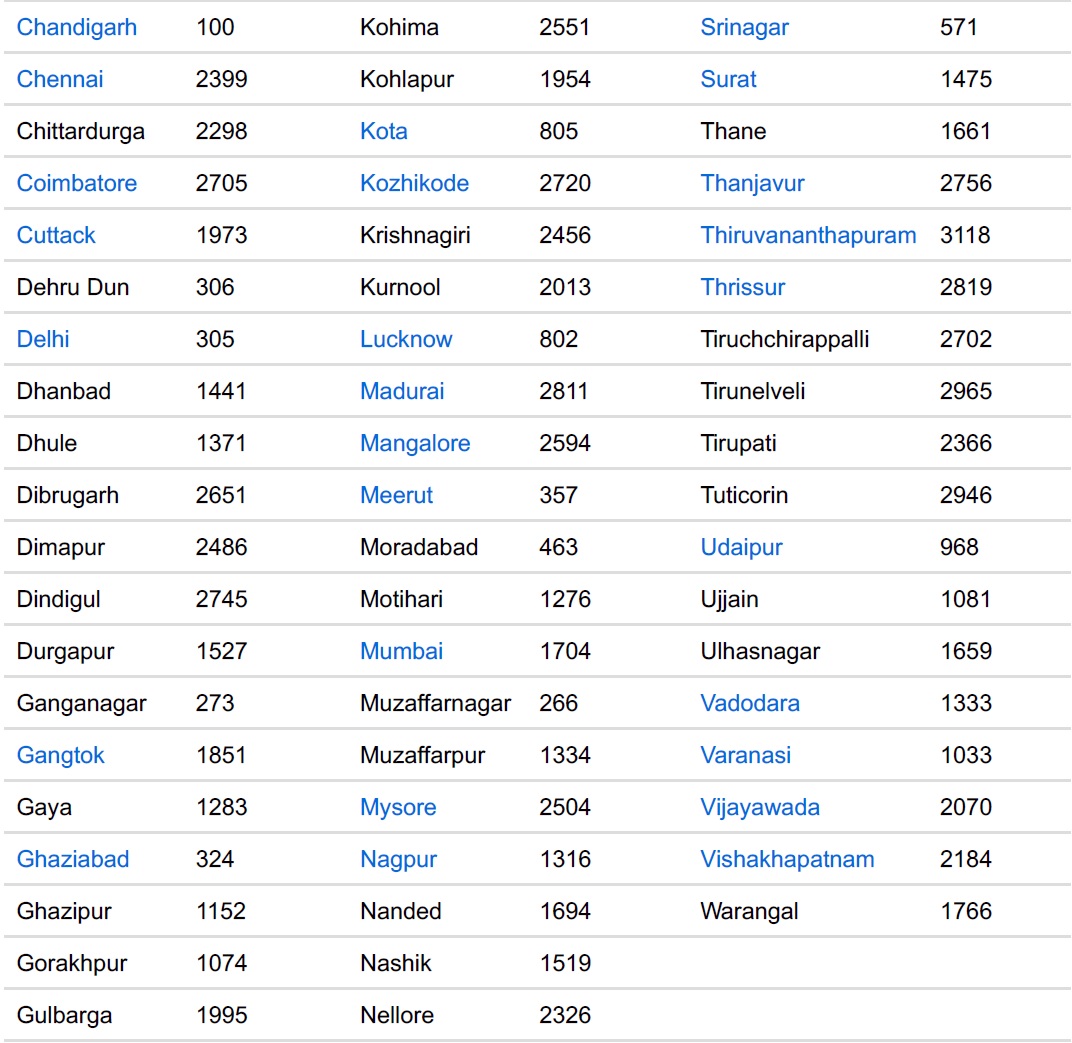 Chandigarh 100 Kohima 2551 Srinagar 571
Chennai 2399 Kohlapur 1954 Surat 1475
Chittardurga 2298 Kota 805 Thane 1661
Coimbatore 2705 Kozhikode 2720 Thanjavur 2756
Cuttack 1973 Krishnagiri 2456 Thiruvananthapuram 3118
Dehru Dun 306 Kurnool 2013 Thrissur 2819
Delhi 305 Lucknow 802 Tiruchchirappalli 2702
Dhanbad 1441 Madurai 2811 Tirunelveli 2965
Dhule 1371 Mangalore 2594 Tirupati 2366
Dibrugarh 2651 Meerut 357 Tuticorin 2946
Dimapur 2486 Moradabad 463 Udaipur 968
Dindigul 2745 Motihari 1276 Ujjain 1081
Durgapur 1527 Mumbai 1704 Ulhasnagar 1659
Ganganagar 273 Muzaffarnagar 266 Vadodara 1333
Gangtok 1851 Muzaffarpur 1334 Varanasi 1033
Gaya 1283 Mysore 2504 Vijayawada 2070
Ghaziabad 324 Nagpur 1316 Vishakhapatnam 2184
Ghazipur 1152 Nanded 1694 Warangal 1766
Gorakhpur 1074 Nashik 1519
Gulbarga 1995 Nellore 2326